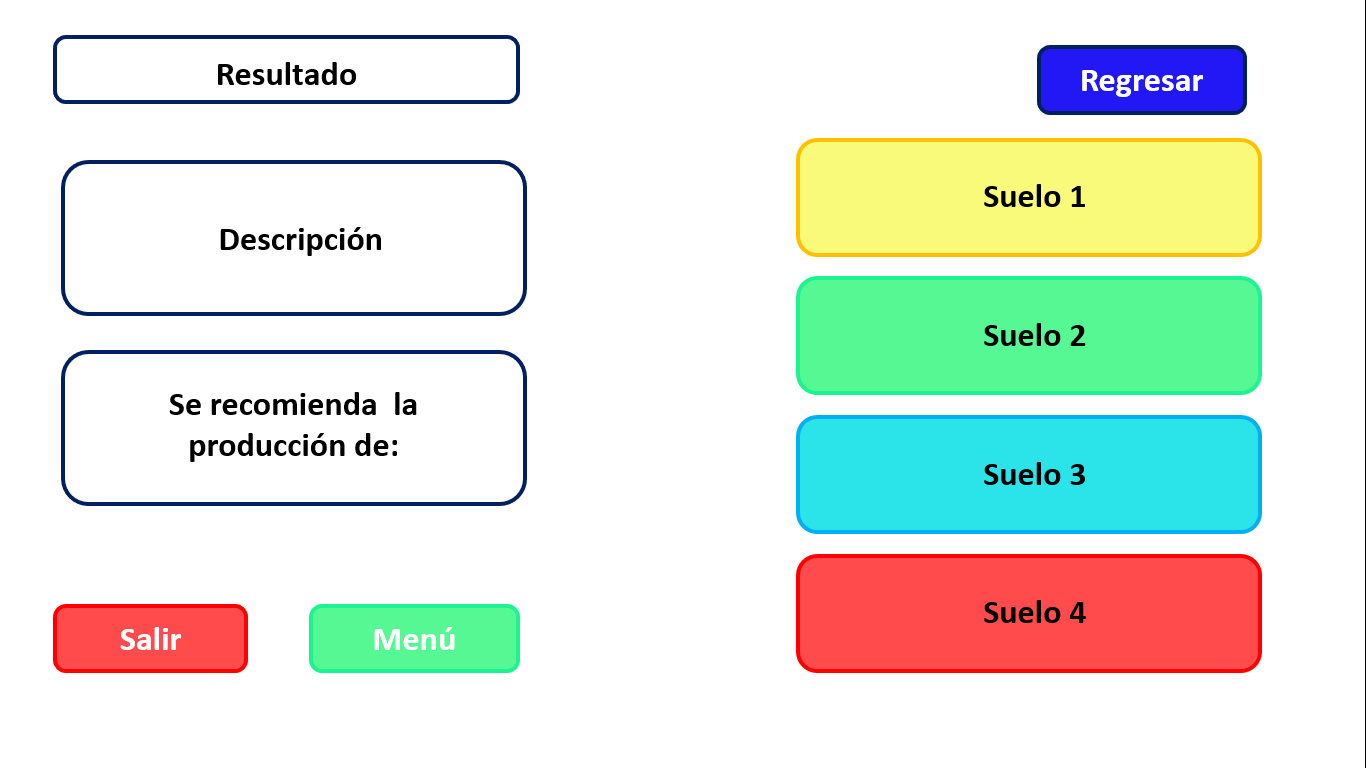 Resultado
Descripción
Se recomienda  la
producción de:
Salir
Menú
Regresar
Suelo 1
Suelo 2
Suelo 3
Suelo 4